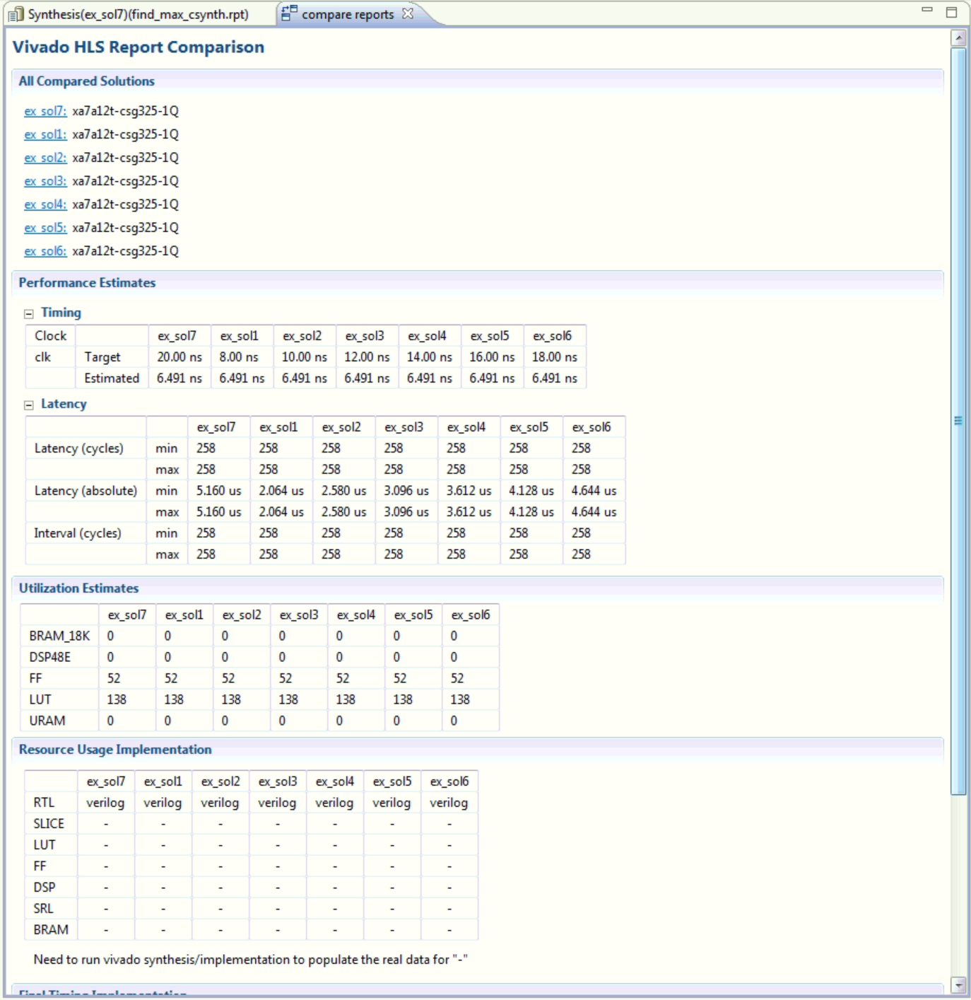 Synthesis(ex_sol7)(find_max_csynth.rpt) compare reports
Vivado HLS Report Comparison
All Compared Solutions
ex_sol7: xa7a12t-csg325-1Q
ex_sol1: xa7a12t-csg325-1Q
ex_sol2: xa7a12t-csg325-1Q
ex_sol3: xa7a12t-csg325-1Q
ex_sol4: xa7a12t-csg325-1Q
ex_sol5: xa7a12t-csg325-1Q
ex_sol6: xa7a12t-csg325-1Q
Performance Estimates
Timing
Clock ex_sol7 ex_sol1 ex_sol2 ex_sol3 ex_sol4 ex_sol5 ex_sol6
clk Target 20.00 ns 8.00 ns 10.00 ns 12.00 ns 14.00 ns 16.00 ns 18.00 ns
Estimated 6.491 ns 6.491 ns 6.491 ns 6.491 ns 6.491 ns 6.491 ns 6.491 ns
Latency
ex_sol7 ex_sol1 ex_sol2 ex_sol3 ex_sol4 ex_sol5 ex_sol6
Latency (cycles) min 258 258 258 258 258 258 258
max 258 258 258 258 258 258 258
Latency (absolute) min 5.160 us 2.064 us 2.580 us 3.096 us 3.612 us 4.128 us 4.644 us
max 5.160 us 2.064 us 2.580 us 3.096 us 3.612 us 4.128 us 4.644 us
Interval (cycles) min 258 258 258 258 258 258 258
max 258 258 258 258 258 258 258
Utilization Estimates
ex_sol7 ex_sol1 ex_sol2 ex_sol3 ex_sol4 ex_sol5 ex_sol6
BRAM_18K 0 0 0 0 0 0 0
DSP48E 0 0 0 0 0 0 0
FF 52 52 52 52 52 52 52
LUT 138 138 138 138 138 138 138
URAM 0 0 0 0 0 0 0
Resource Usage Implementation
ex_sol7 ex_sol1 ex_sol2 ex_sol3 ex_sol4 ex_sol5 ex_sol6
RTL verilog verilog verilog verilog verilog verilog verilog
SLICE - - - - - - -
LUT - - - - - - -
FF - - - - - - -
DSP - - - - - - -
SRL - - - - - - -
BRAM - - - - - - -
Need to run vivado synthesis/implementation to populate the real data for "-"
Final Timing Implementation